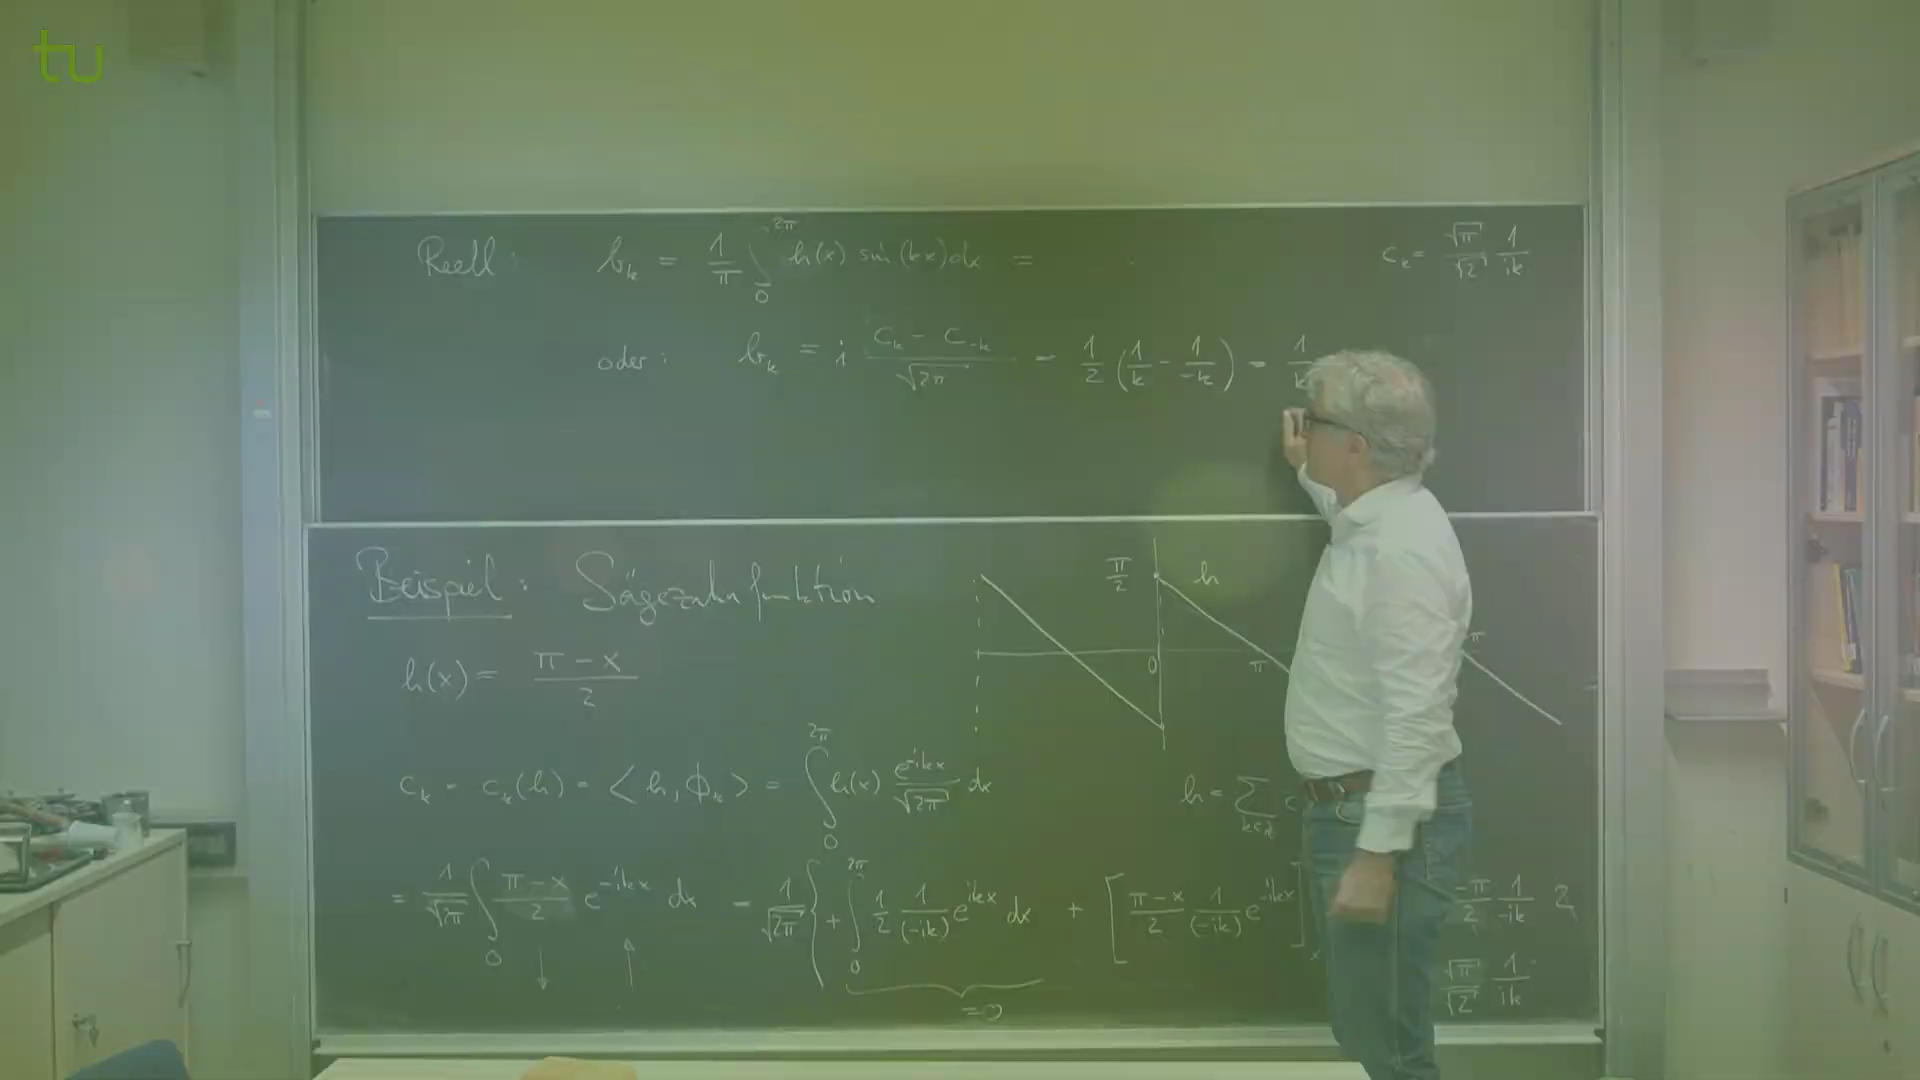 tu
Reell: b_k = 1/π ∫_0^{2π} h(x) sin(kx) dx =
c_k = √π/√2 1/ik
oder: b_k = i (c_k - c_{-k})/√2π = 1/2 (1/k - 1/-k) = 1/k
Beispiel: Sägezahnfunktion
π/2 h
0 π π
h(x) = (π - x)/2
c_k = c_k(h) = <h, ϕ_k> = ∫_0^{2π} h(x) e^{-ikx}/√2π dx
h = Σ_{k∈ℤ} c
= 1/√2π ∫_0 (π-x)/2 e^{-ikx} dx = 1/√2π { + ∫_0^{2π} 1/2 1/(-ik) e^{ikx} dx + [ (π-x)/2 1/(-ik) e^{-ikx} ]
-π/2 1/-ik 2
√π/√2 1/ik
=0